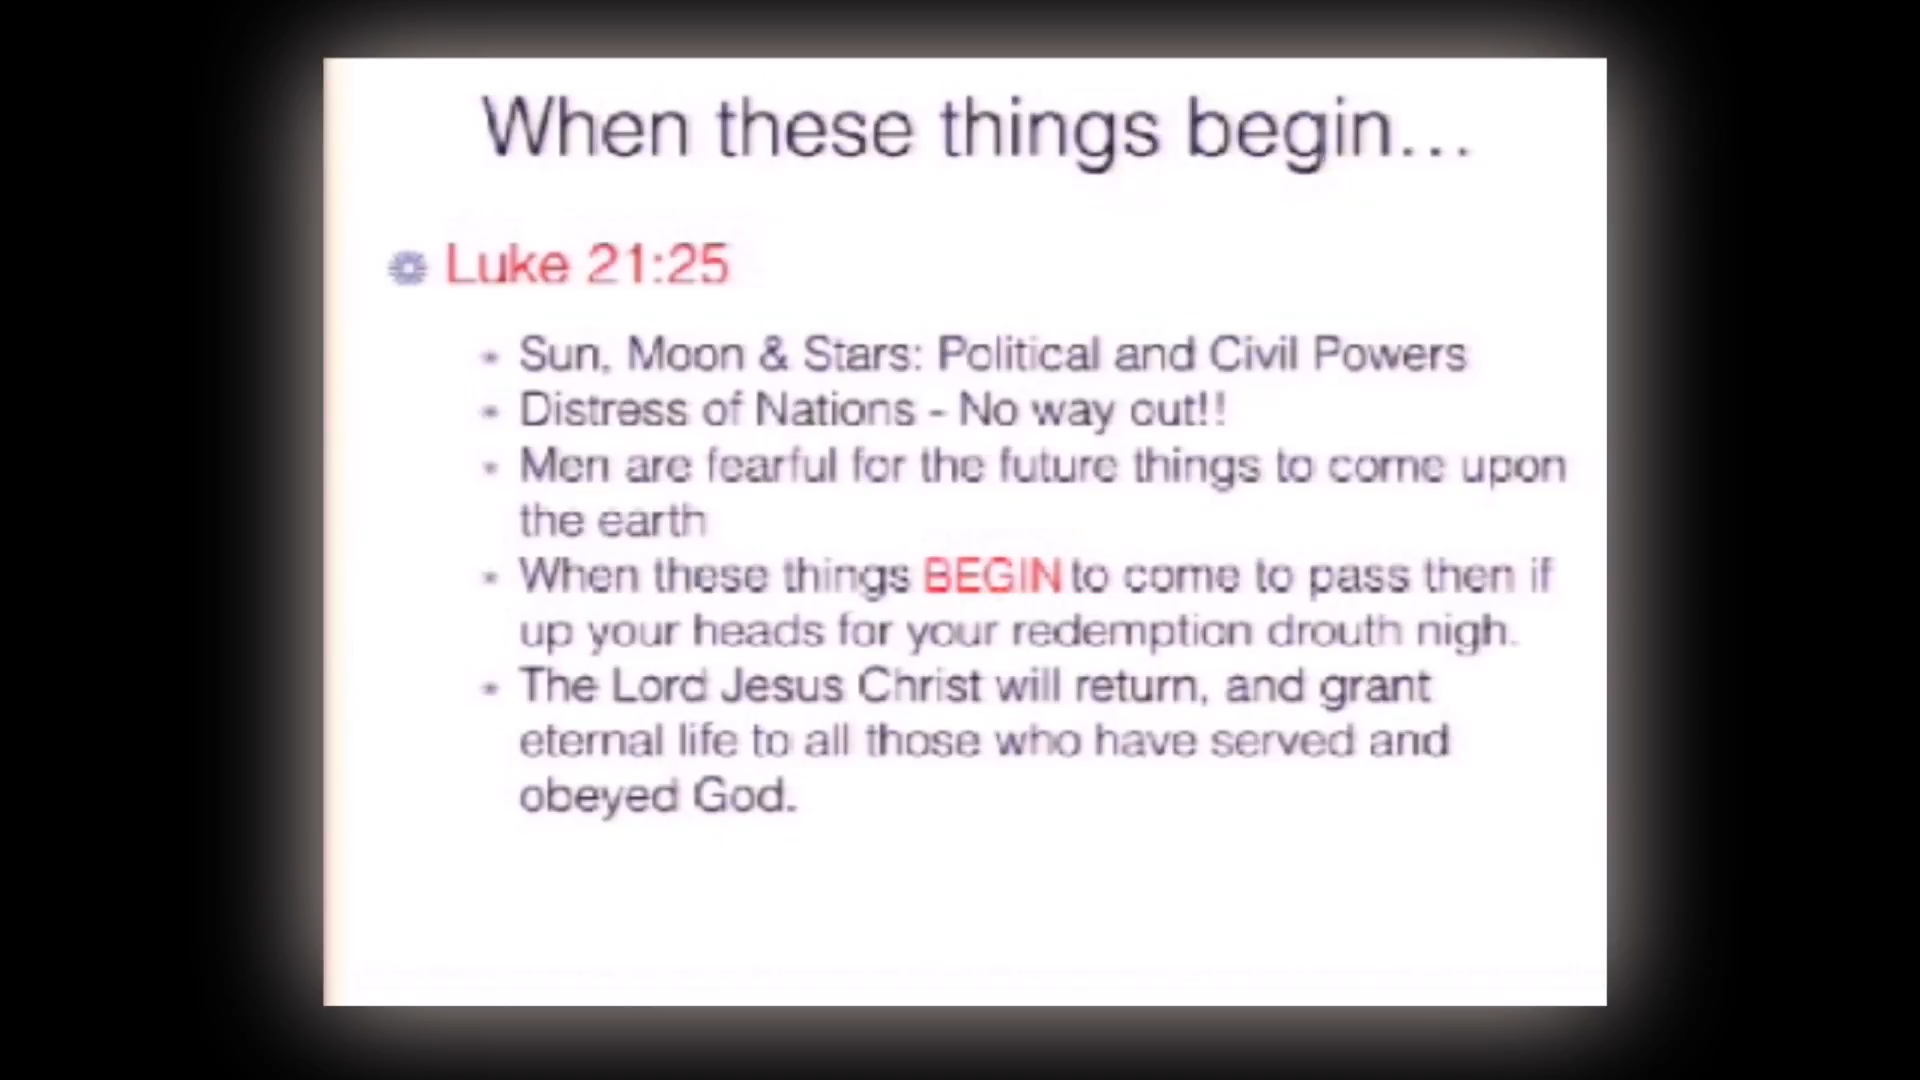 When these things begin...
Luke 21:25
Sun, Moon & Stars: Political and Civil Powers
Distress of Nations - No way out!!
Men are fearful for the future things to come upon
the earth
When these things BEGIN to come to pass then if
up your heads for your redemption drouth nigh.
The Lord Jesus Christ will return, and grant
eternal life to all those who have served and
obeyed God.